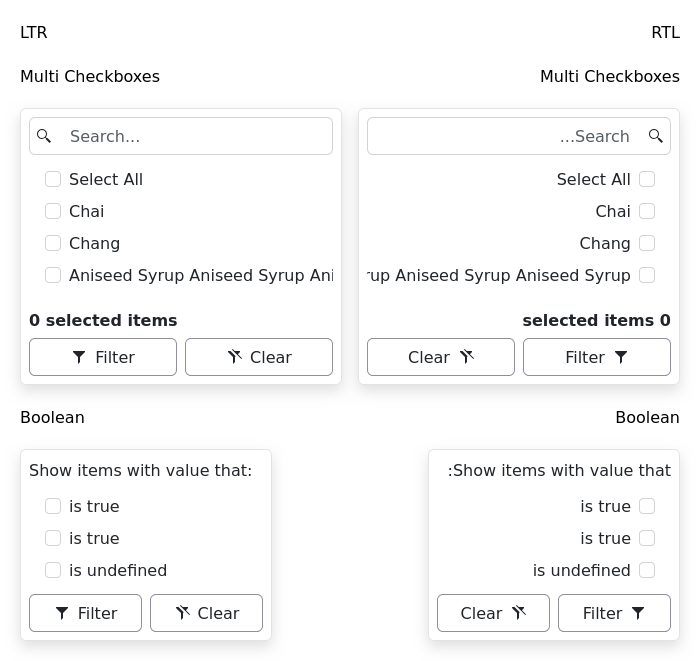 LTR
RTL
Multi Checkboxes
Multi Checkboxes
Search...
...Search
Select All
Select All
Chai
Chai
Chang
Chang
Aniseed Syrup Aniseed Syrup Ani
rup Aniseed Syrup Aniseed Syrup
0 selected items
selected items 0
Filter
Clear
Clear
Filter
Boolean
Boolean
Show items with value that:
:Show items with value that
is true
is true
is true
is true
is undefined
is undefined
Filter
Clear
Clear
Filter